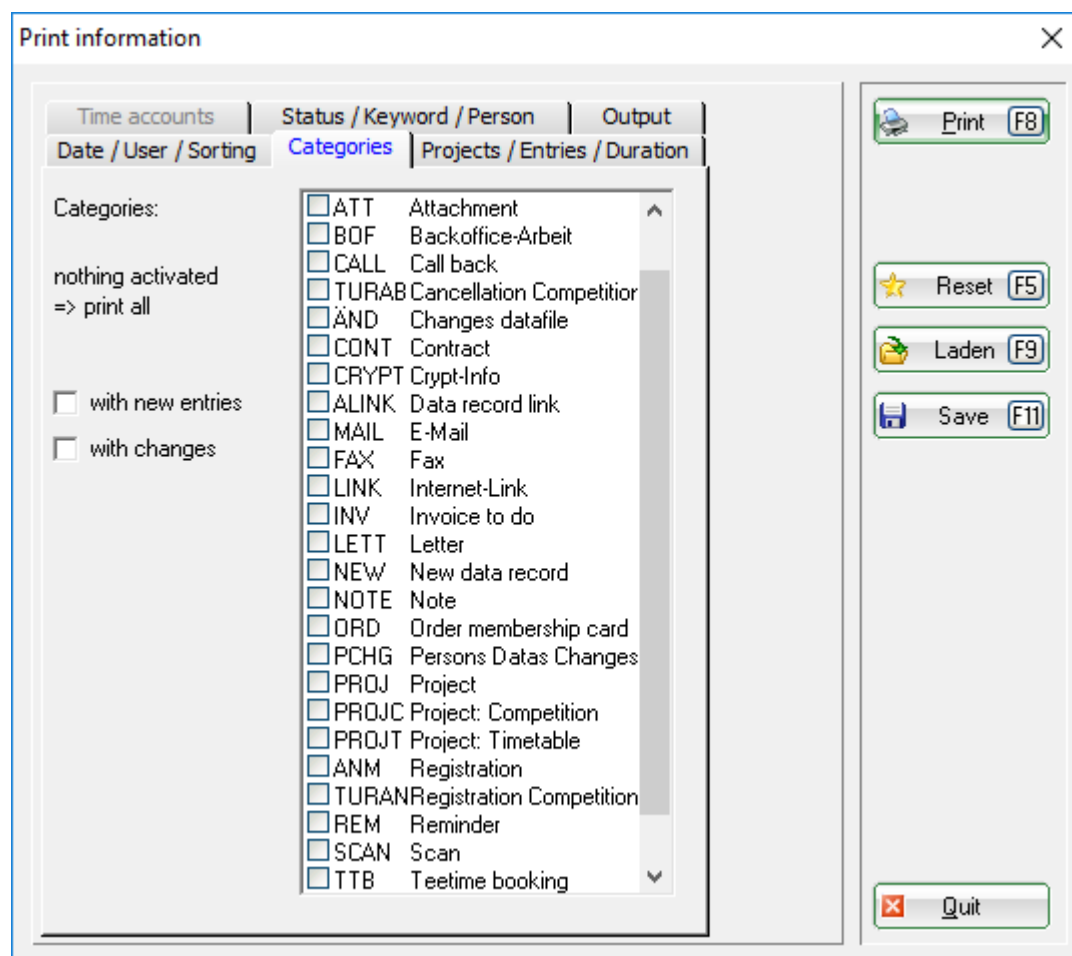 Print information
Time accounts Status / Keyword / Person Output
Date / User / Sorting Categories Projects / Entries / Duration
Categories:
nothing activated
=> print all
with new entries
with changes
ATT Attachment
BOF Backoffice-Arbeit
CALL Call back
TURAB Cancellation Competition
ÄND Changes datafile
CONT Contract
CRYPT Crypt-Info
ALINK Data record link
MAIL E-Mail
FAX Fax
LINK Internet-Link
INV Invoice to do
LETT Letter
NEW New data record
NOTE Note
ORD Order membership card
PCHG Persons Datas Changes
PROJ Project
PROJC Project: Competition
PROJT Project: Timetable
ANM Registration
TURAN Registration Competition
REM Reminder
SCAN Scan
TTB Teetime booking
Print F8
Reset F5
Laden F9
Save F11
Quit